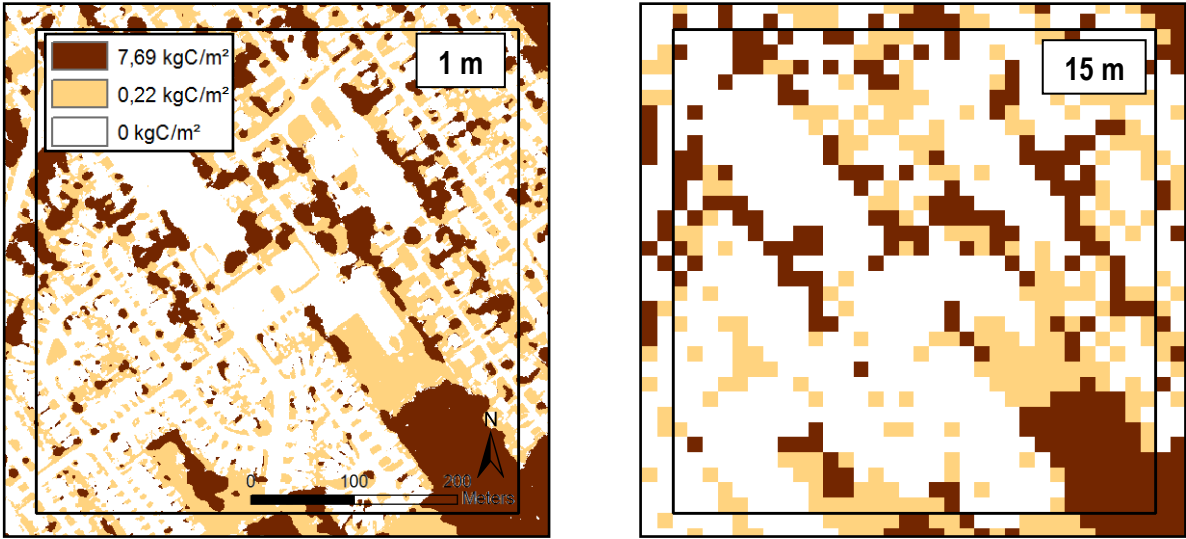 7,69 kgC/m²
0,22 kgC/m²
0 kgC/m²
1 m
15 m
N
0 100 200
Meters